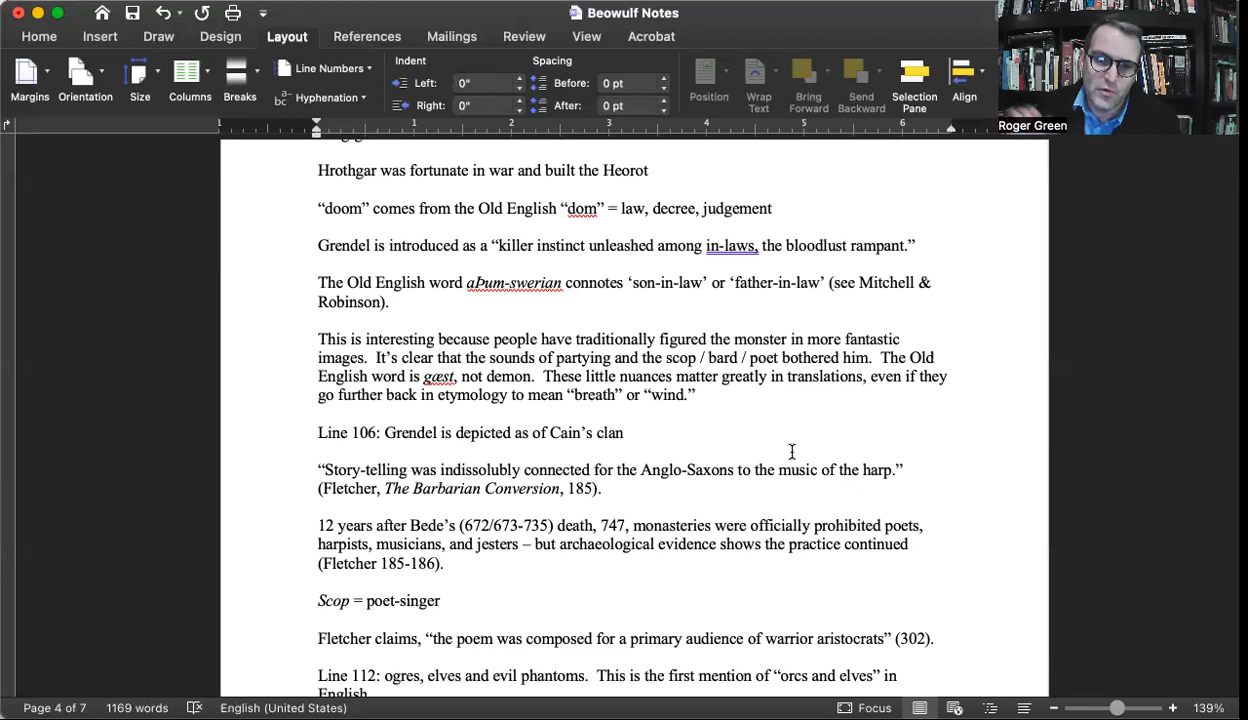 Beowulf Notes
Home Insert Draw Design Layout References Mailings Review View Acrobat
Indent Spacing
Margins Orientation Size Columns Breaks Line Numbers Hyphenation Left: 0" Right: 0" Before: 0 pt After: 0 pt Position Wrap Text Bring Forward Send Backward Selection Pane Align
Roger Green
1 1 2 3 4 5 6
Hrothgar was fortunate in war and built the Heorot
“doom” comes from the Old English “dom” = law, decree, judgement
Grendel is introduced as a “killer instinct unleashed among in-laws, the bloodlust rampant.”
The Old English word aÞum-swerian connotes ‘son-in-law’ or ‘father-in-law’ (see Mitchell &
Robinson).
This is interesting because people have traditionally figured the monster in more fantastic
images. It’s clear that the sounds of partying and the scop / bard / poet bothered him. The Old
English word is gæst, not demon. These little nuances matter greatly in translations, even if they
go further back in etymology to mean “breath” or “wind.”
Line 106: Grendel is depicted as of Cain’s clan
“Story-telling was indissolubly connected for the Anglo-Saxons to the music of the harp.”
(Fletcher, The Barbarian Conversion, 185).
12 years after Bede’s (672/673-735) death, 747, monasteries were officially prohibited poets,
harpists, musicians, and jesters – but archaeological evidence shows the practice continued
(Fletcher 185-186).
Scop = poet-singer
Fletcher claims, “the poem was composed for a primary audience of warrior aristocrats” (302).
Line 112: ogres, elves and evil phantoms. This is the first mention of “orcs and elves” in
English.
Page 4 of 7 1169 words English (United States) Focus 139%